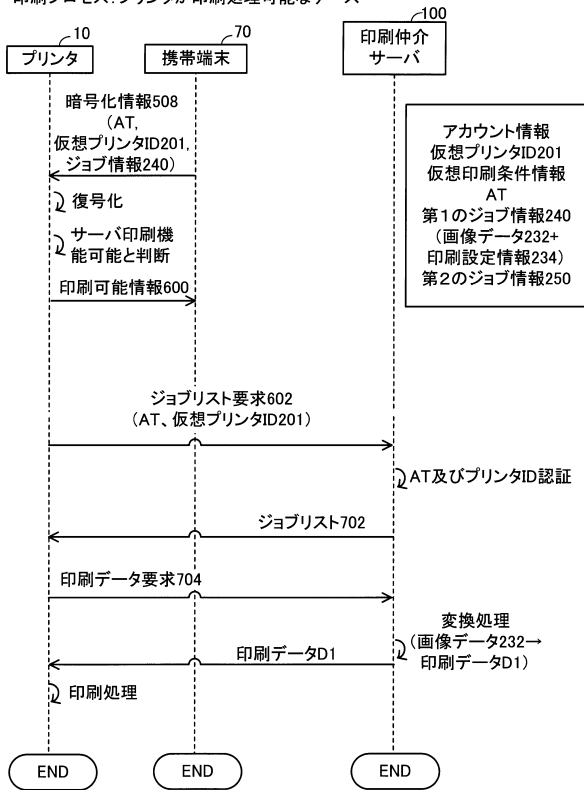 印刷プロセス:プリンタが印刷処理可能なケース
10
70
100
プリンタ
携帯端末
印刷仲介
サーバ
暗号化情報508
(AT,
仮想プリンタID201,
ジョブ情報240)
復号化
サーバ印刷機
能可能と判断
印刷可能情報600
アカウント情報
仮想プリンタID201
仮想印刷条件情報
AT
第1のジョブ情報240
(画像データ232+
印刷設定情報234)
第2のジョブ情報250
ジョブリスト要求602
(AT、仮想プリンタID201)
AT及びプリンタID認証
ジョブリスト702
印刷データ要求704
変換処理
(画像データ232→
印刷データD1)
印刷データD1
印刷処理
END
END
END